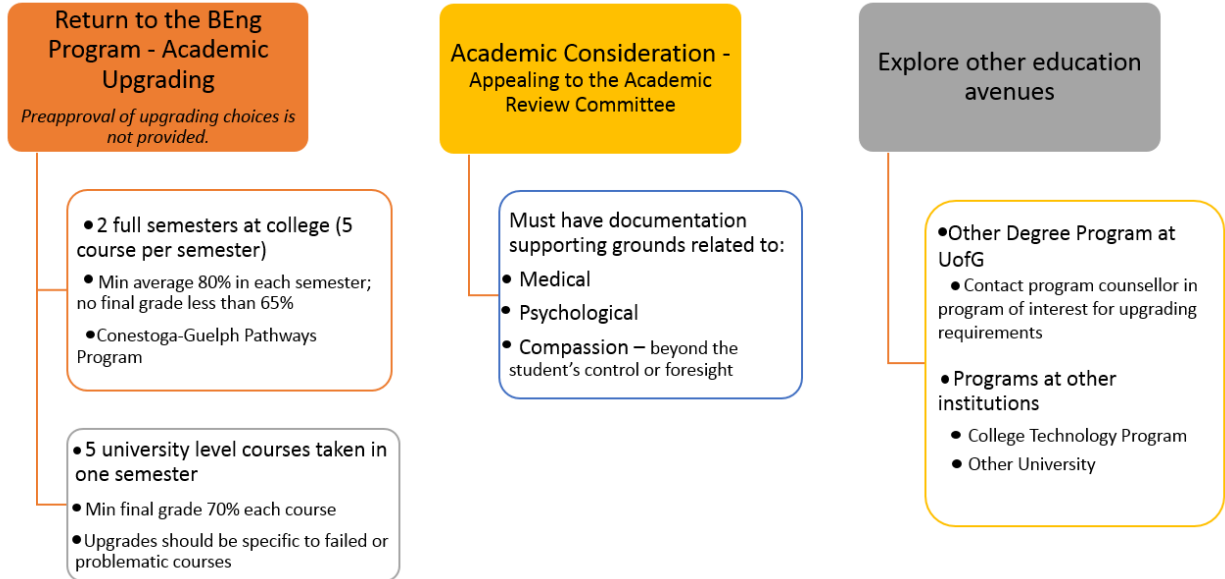 Return to the BEng
Program - Academic
Upgrading
Preapproval of upgrading choices is
not provided.
• 2 full semesters at college (5
course per semester)
• Min average 80% in each semester;
no final grade less than 65%
• Conestoga-Guelph Pathways
Program
• 5 university level courses taken in
one semester
• Min final grade 70% each course
• Upgrades should be specific to failed or
problematic courses
Academic Consideration -
Appealing to the Academic
Review Committee
Must have documentation
supporting grounds related to:
• Medical
• Psychological
• Compassion – beyond the
student's control or foresight
Explore other education
avenues
• Other Degree Program at
UofG
• Contact program counsellor in
program of interest for upgrading
requirements
• Programs at other
institutions
• College Technology Program
• Other University